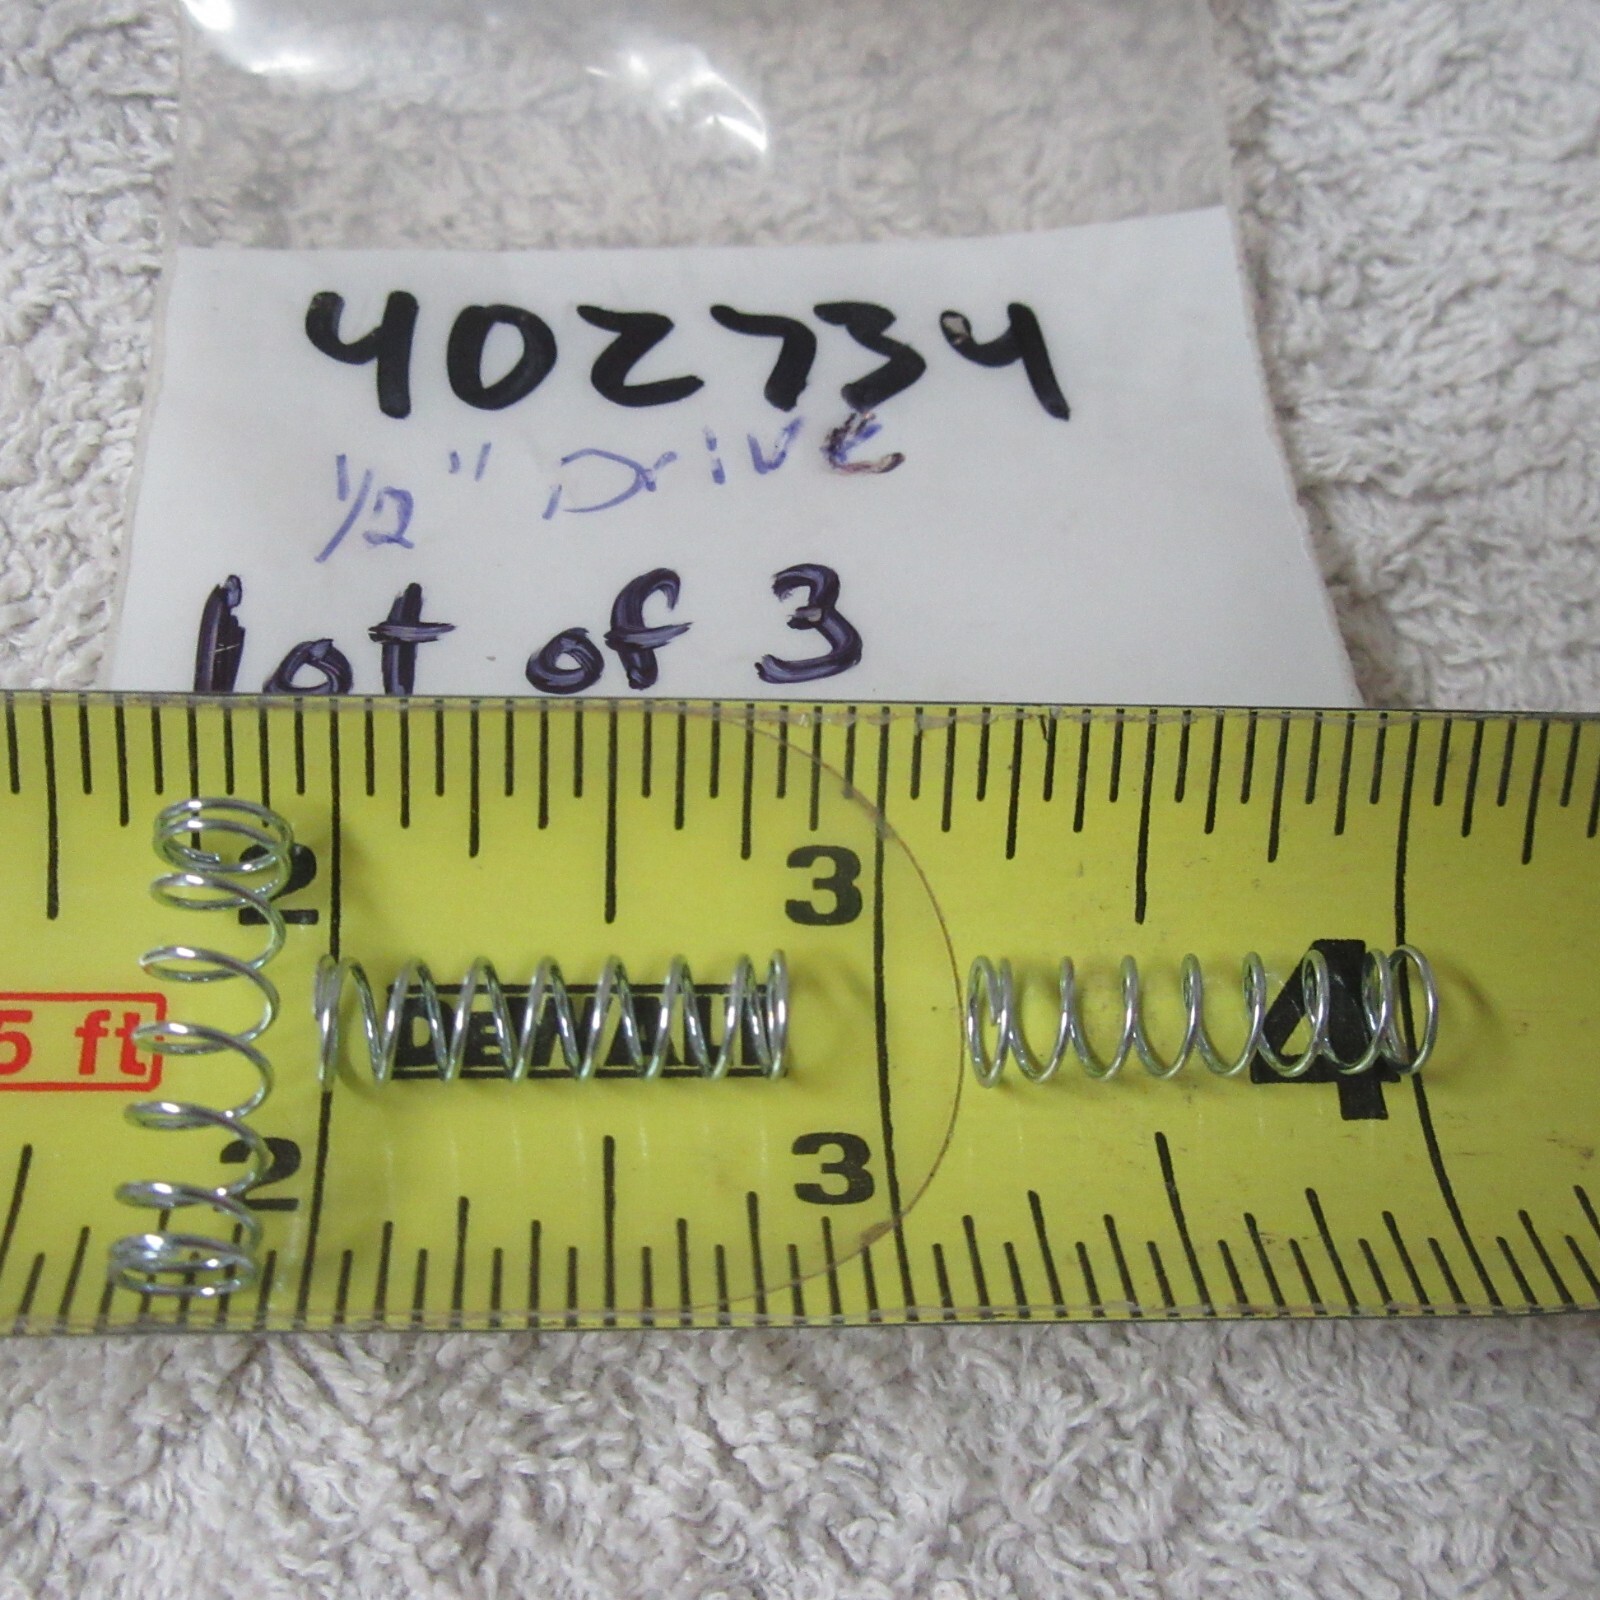 402734
1/2" Drive
lot of 3
2 3
5 ft DEWALT 4
2 3